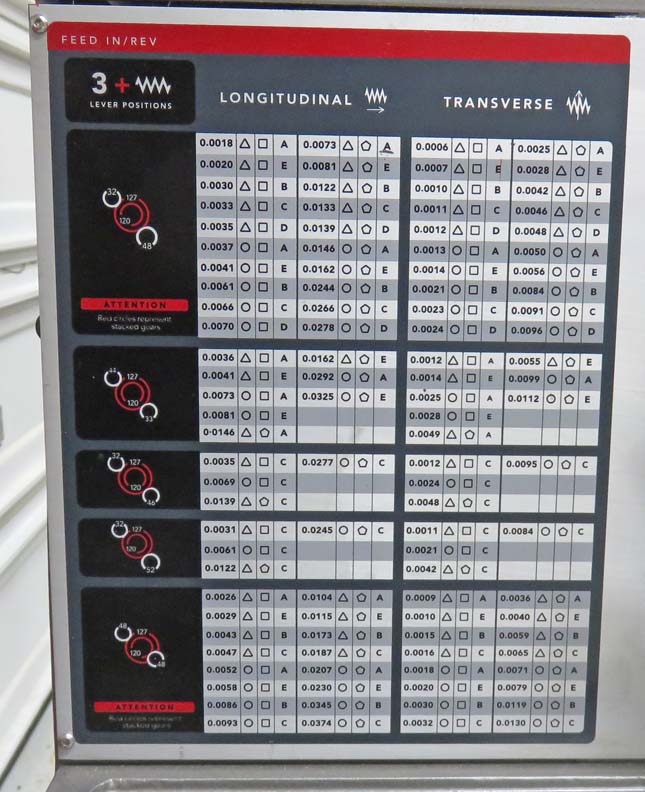 FEED IN/REV
3 +
LEVER POSITIONS
LONGITUDINAL
TRANSVERSE
0.0018 △ □ A 0.0073 △ ⬠ A 0.0006 △ □ A 0.0025 △ ⬠ A
0.0020 △ □ E 0.0081 △ ⬠ E 0.0007 △ □ E 0.0028 △ ⬠ E
0.0030 △ □ B 0.0122 △ ⬠ B 0.0010 △ □ B 0.0042 △ ⬠ B
0.0033 △ □ C 0.0133 △ ⬠ C 0.0011 △ □ C 0.0046 △ ⬠ C
0.0035 △ □ D 0.0139 △ ⬠ D 0.0012 △ □ D 0.0048 △ ⬠ D
0.0037 ○ □ A 0.0146 ○ ⬠ A 0.0013 ○ □ A 0.0050 ○ ⬠ A
0.0041 ○ □ E 0.0162 ○ ⬠ E 0.0014 ○ □ E 0.0056 ○ ⬠ E
0.0061 ○ □ B 0.0244 ○ ⬠ B 0.0021 ○ □ B 0.0084 ○ ⬠ B
0.0066 ○ □ C 0.0266 ○ ⬠ C 0.0023 ○ □ C 0.0091 ○ ⬠ C
0.0070 ○ □ D 0.0278 ○ ⬠ D 0.0024 ○ □ D 0.0096 ○ ⬠ D
32 127
120
48
ATTENTION
Red circles represent
stacked gears
0.0036 △ □ A 0.0162 △ ⬠ E 0.0012 △ □ A 0.0055 △ ⬠ E
0.0041 △ □ E 0.0292 ○ ⬠ A 0.0014 △ □ E 0.0099 ○ ⬠ A
0.0073 ○ □ A 0.0325 ○ ⬠ E 0.0025 ○ □ A 0.0112 ○ ⬠ E
0.0081 ○ □ E 0.0028 ○ □ E
0.0146 △ ⬠ A 0.0049 △ ⬠ A
127
120
33
0.0035 △ □ C 0.0277 ○ ⬠ C 0.0012 △ □ C 0.0095 ○ ⬠ C
0.0069 ○ □ C 0.0024 ○ □ C
0.0139 △ ⬠ C 0.0048 △ ⬠ C
32 127
120
46
0.0031 △ □ C 0.0245 ○ ⬠ C 0.0011 △ □ C 0.0084 ○ ⬠ C
0.0061 ○ □ C 0.0021 ○ □ C
0.0122 △ ⬠ C 0.0042 △ ⬠ C
32 127
120
52
0.0026 △ □ A 0.0104 △ ⬠ A 0.0009 △ □ A 0.0036 △ ⬠ A
0.0029 △ □ E 0.0115 △ ⬠ E 0.0010 △ □ E 0.0040 △ ⬠ E
0.0043 △ □ B 0.0173 △ ⬠ B 0.0015 △ □ B 0.0059 △ ⬠ B
0.0047 △ □ C 0.0187 △ ⬠ C 0.0016 △ □ C 0.0065 △ ⬠ C
0.0052 ○ □ A 0.0207 ○ ⬠ A 0.0018 ○ □ A 0.0071 ○ ⬠ A
0.0058 ○ □ E 0.0230 ○ ⬠ E 0.0020 ○ □ E 0.0079 ○ ⬠ E
0.0086 ○ □ B 0.0345 ○ ⬠ B 0.0030 ○ □ B 0.0119 ○ ⬠ B
0.0093 ○ □ C 0.0374 ○ ⬠ C 0.0032 ○ □ C 0.0130 ○ ⬠ C
48 127
120
48
ATTENTION
Red circles represent
stacked gears